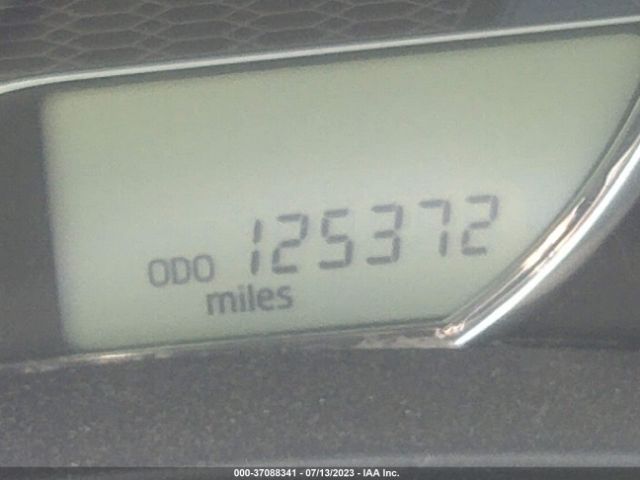 ODO 125372
miles
000-37088341 - 07/13/2023 - IAA Inc.